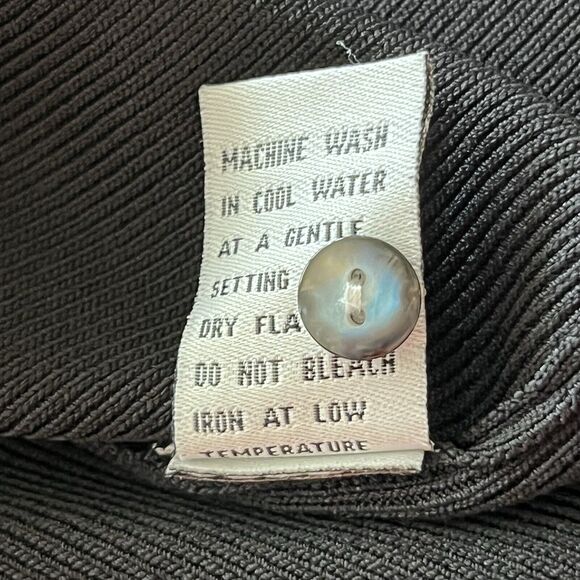 MACHINE WASH
IN COOL WATER
AT A GENTLE
SETTING
DRY
DO NOT BLEACH
IRON AT LOW
TEMPERATURE